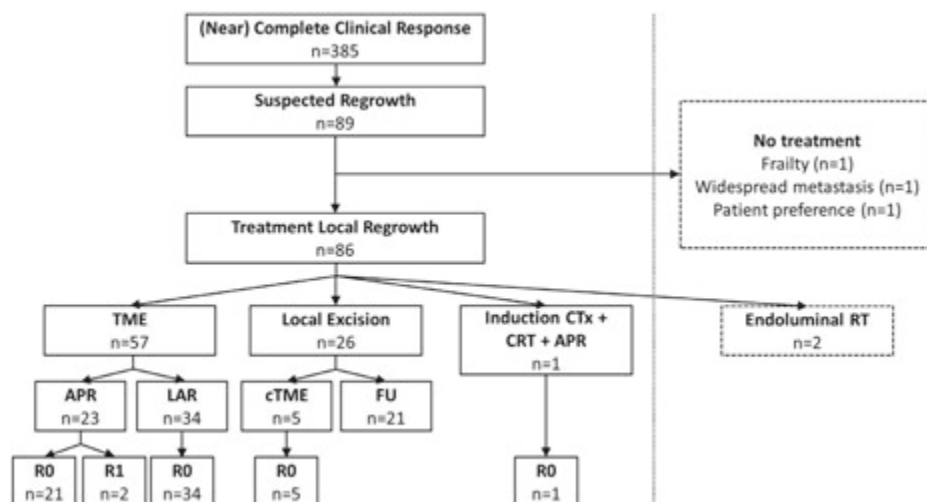 (Near) Complete Clinical Response
n=385
Suspected Regrowth
n=89
No treatment
Frailty (n=1)
Widespread metastasis (n=1)
Patient preference (n=1)
Treatment Local Regrowth
n=86
TME
n=57
Local Excision
n=26
Induction CTx +
CRT + APR
n=1
Endoluminal RT
n=2
APR
n=23
LAR
n=34
cTME
n=5
FU
n=21
R0
n=21
R1
n=2
R0
n=34
R0
n=5
R0
n=1